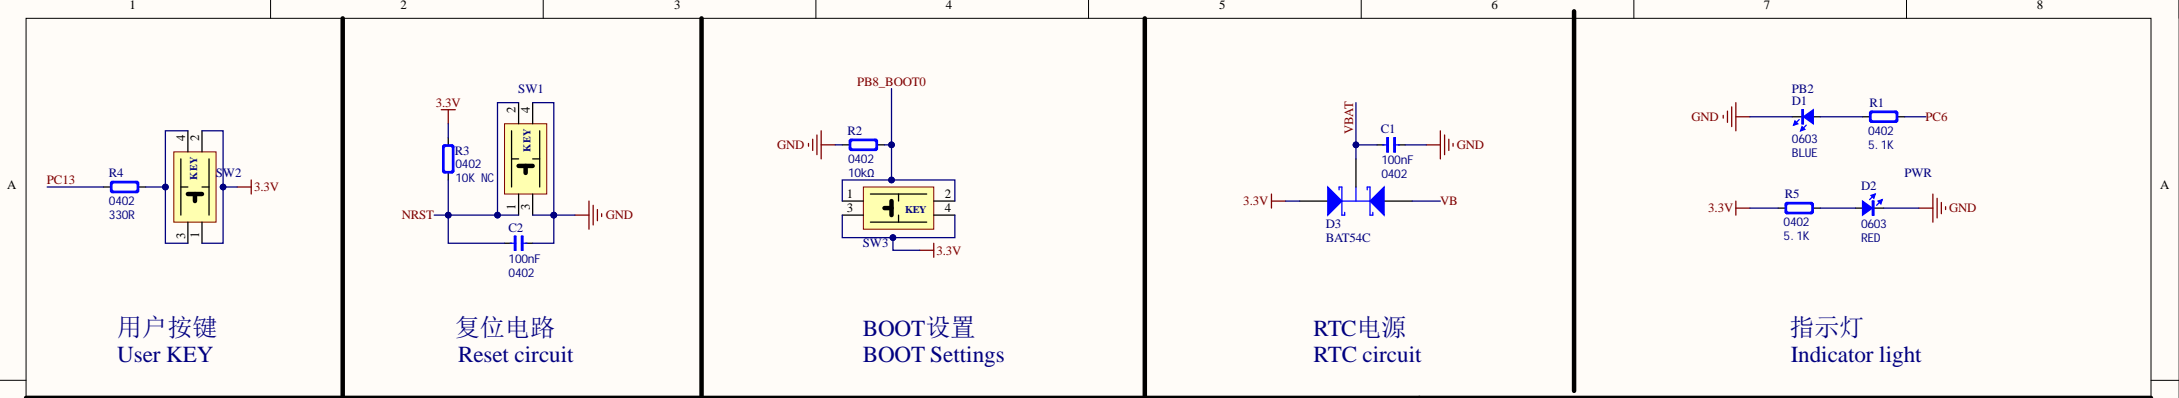 1 2 3 4 5 6 7 8
A
PC13
R4
0402
330R
4 2
KEY
3 1
SW2
3.3V
用户按键
User KEY
3.3V
R3
0402
10K NC
SW1
2 4
KEY
1 3
NRST
GND
C2
100nF
0402
复位电路
Reset circuit
PB8_BOOT0
GND
R2
0402
10kΩ
1 2
3 4
KEY
SW3
3.3V
BOOT设置
BOOT Settings
VBAT
C1
100nF
0402
GND
3.3V
VB
D3
BAT54C
RTC电源
RTC circuit
PB2
D1
GND
0603
BLUE
R1
0402
5.1K
PC6
PWR
3.3V
R5
0402
5.1K
D2
0603
RED
GND
指示灯
Indicator light
A